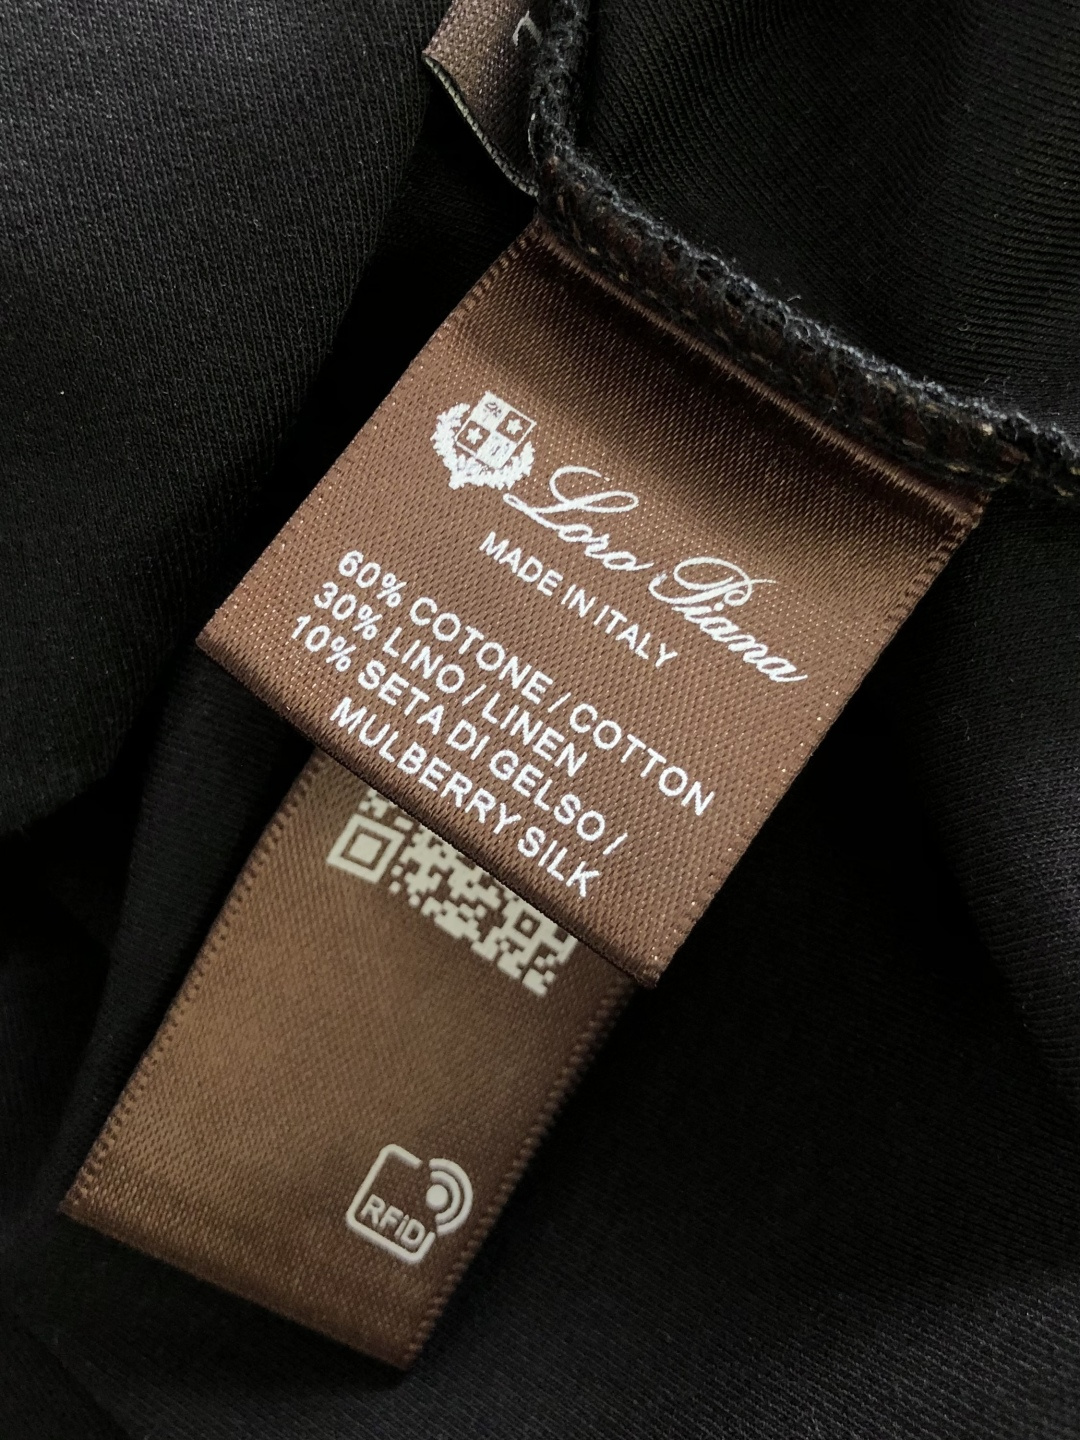 Loro Piana
MADE IN ITALY
60% COTONE / COTTON
30% LINO / LINEN
10% SETA DI GELSO /
MULBERRY SILK
RFiD